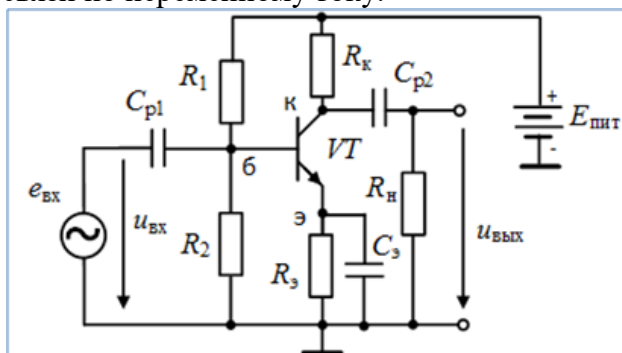 R₁
Rк
Cр1
Cр2
к
+
Eпит
-
б
VT
eвх
uвх
Rн
э
R₂
Cэ
uвых
Rэ